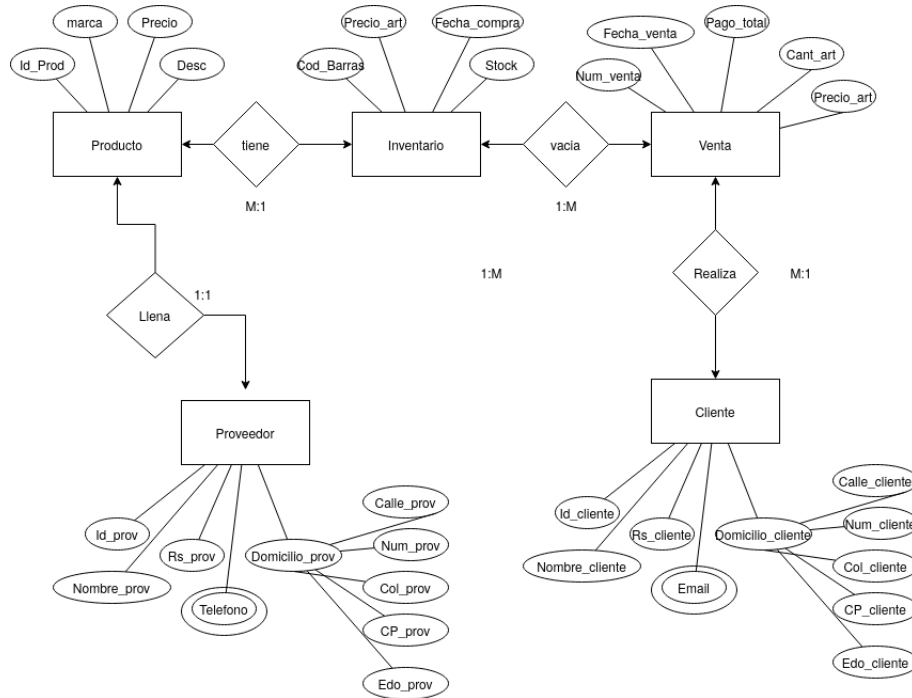 marca
Precio
Id_Prod
Desc
Precio_art
Fecha_compra
Cod_Barras
Stock
Fecha_venta
Pago_total
Num_venta
Cant_art
Precio_art
Producto
tiene
Inventario
vacia
Venta
M:1
1:M
1:M
Realiza
M:1
1:1
Llena
Proveedor
Cliente
Id_prov
Nombre_prov
Rs_prov
Telefono
Domicilio_prov
Calle_prov
Num_prov
Col_prov
CP_prov
Edo_prov
Id_cliente
Nombre_cliente
Rs_cliente
Email
Domicilio_cliente
Calle_cliente
Num_cliente
Col_cliente
CP_cliente
Edo_cliente